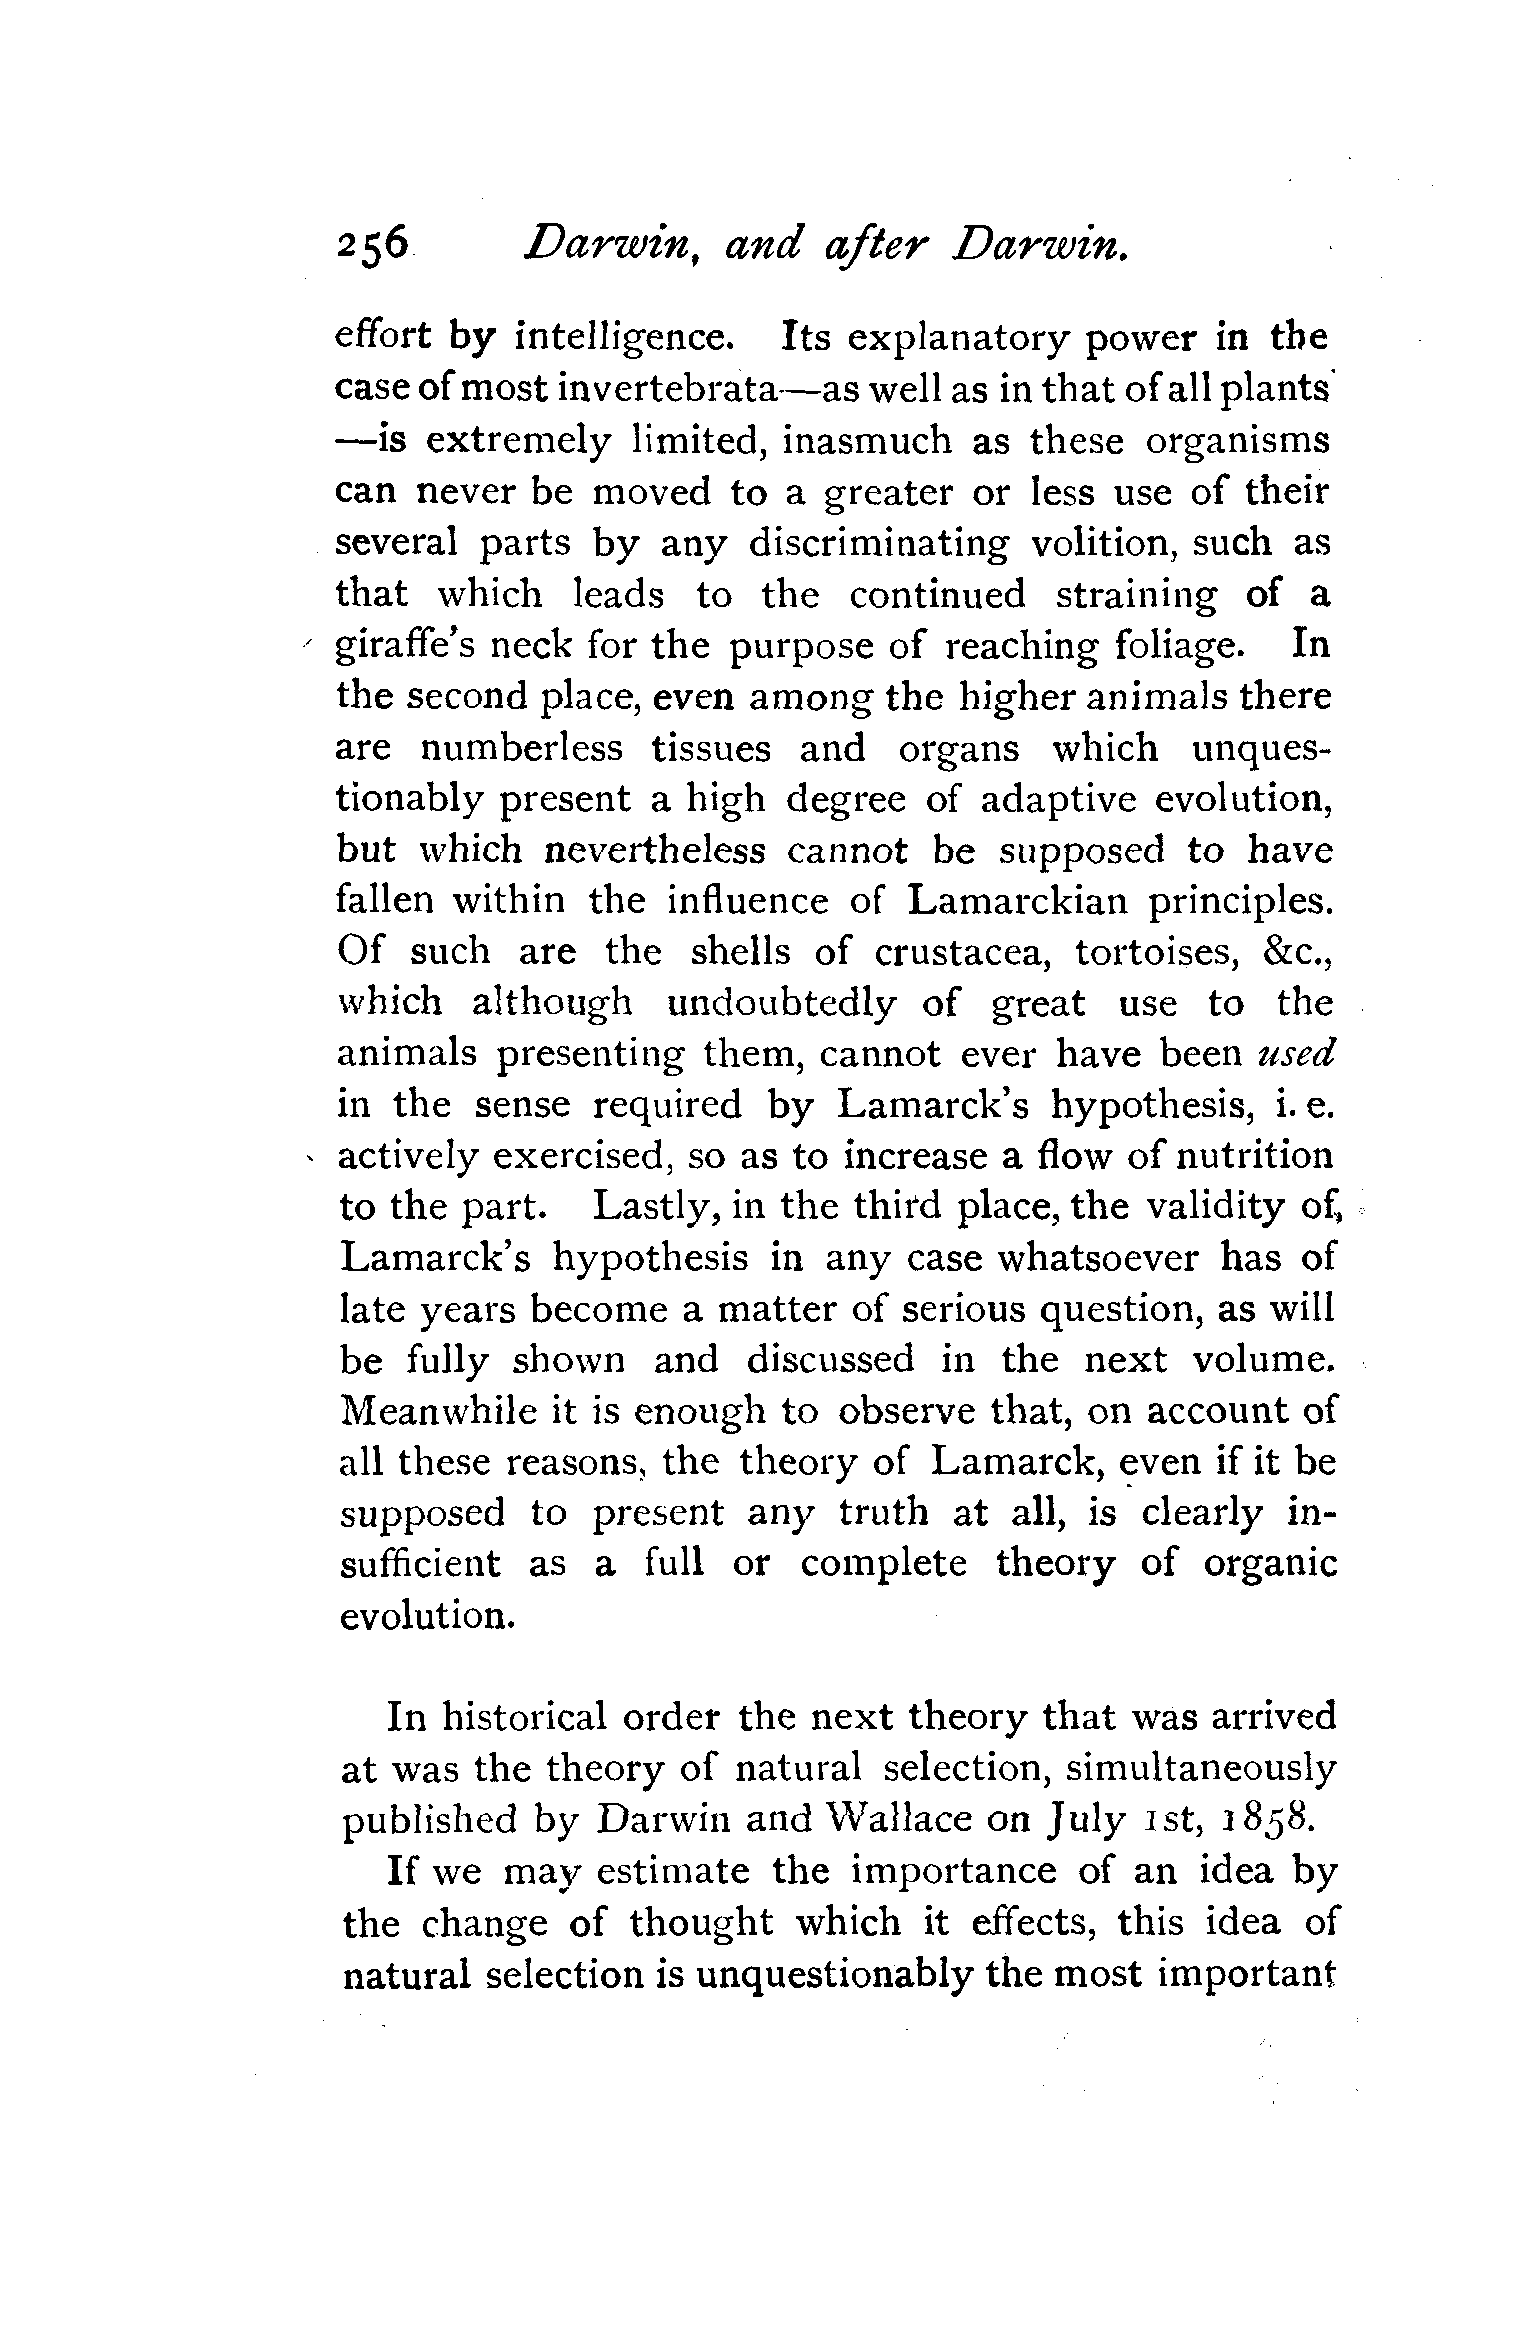 256 Darwin, and after Darwin.
effort by intelligence. Its explanatory power in the
case of most invertebrata—as well as in that of all plants
—is extremely limited, inasmuch as these organisms
can never be moved to a greater or less use of their
several parts by any discriminating volition, such as
that which leads to the continued straining of a
giraffe's neck for the purpose of reaching foliage. In
the second place, even among the higher animals there
are numberless tissues and organs which unques-
tionably present a high degree of adaptive evolution,
but which nevertheless cannot be supposed to have
fallen within the influence of Lamarckian principles.
Of such are the shells of crustacea, tortoises, &c.,
which although undoubtedly of great use to the
animals presenting them, cannot ever have been used
in the sense required by Lamarck's hypothesis, i. e.
actively exercised, so as to increase a flow of nutrition
to the part. Lastly, in the third place, the validity of,
Lamarck's hypothesis in any case whatsoever has of
late years become a matter of serious question, as will
be fully shown and discussed in the next volume.
Meanwhile it is enough to observe that, on account of
all these reasons, the theory of Lamarck, even if it be
supposed to present any truth at all, is clearly in-
sufficient as a full or complete theory of organic
evolution.
In historical order the next theory that was arrived
at was the theory of natural selection, simultaneously
published by Darwin and Wallace on July 1st, 1858.
If we may estimate the importance of an idea by
the change of thought which it effects, this idea of
natural selection is unquestionably the most important